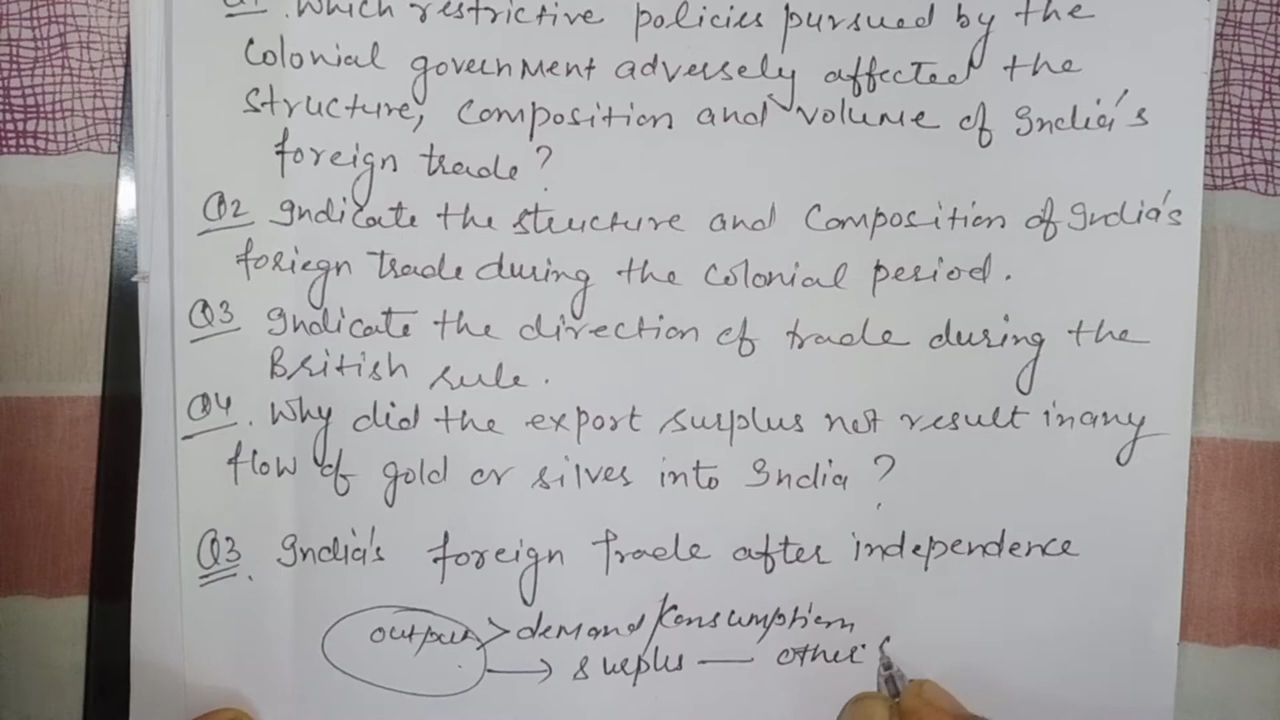 Q1. Which restrictive policies pursued by the
Colonial government adversely affected the
structure, composition and volume of India's
foreign trade?
Q2 Indicate the structure and Composition of India's
foriegn trade during the colonial period.
Q3 Indicate the direction of trade during the
British rule.
Q4. Why did the export surplus not result in any
flow of gold or silves into India?
Q3. India's foreign Trade after independence
output > demand/Consumption
→ surplus — other